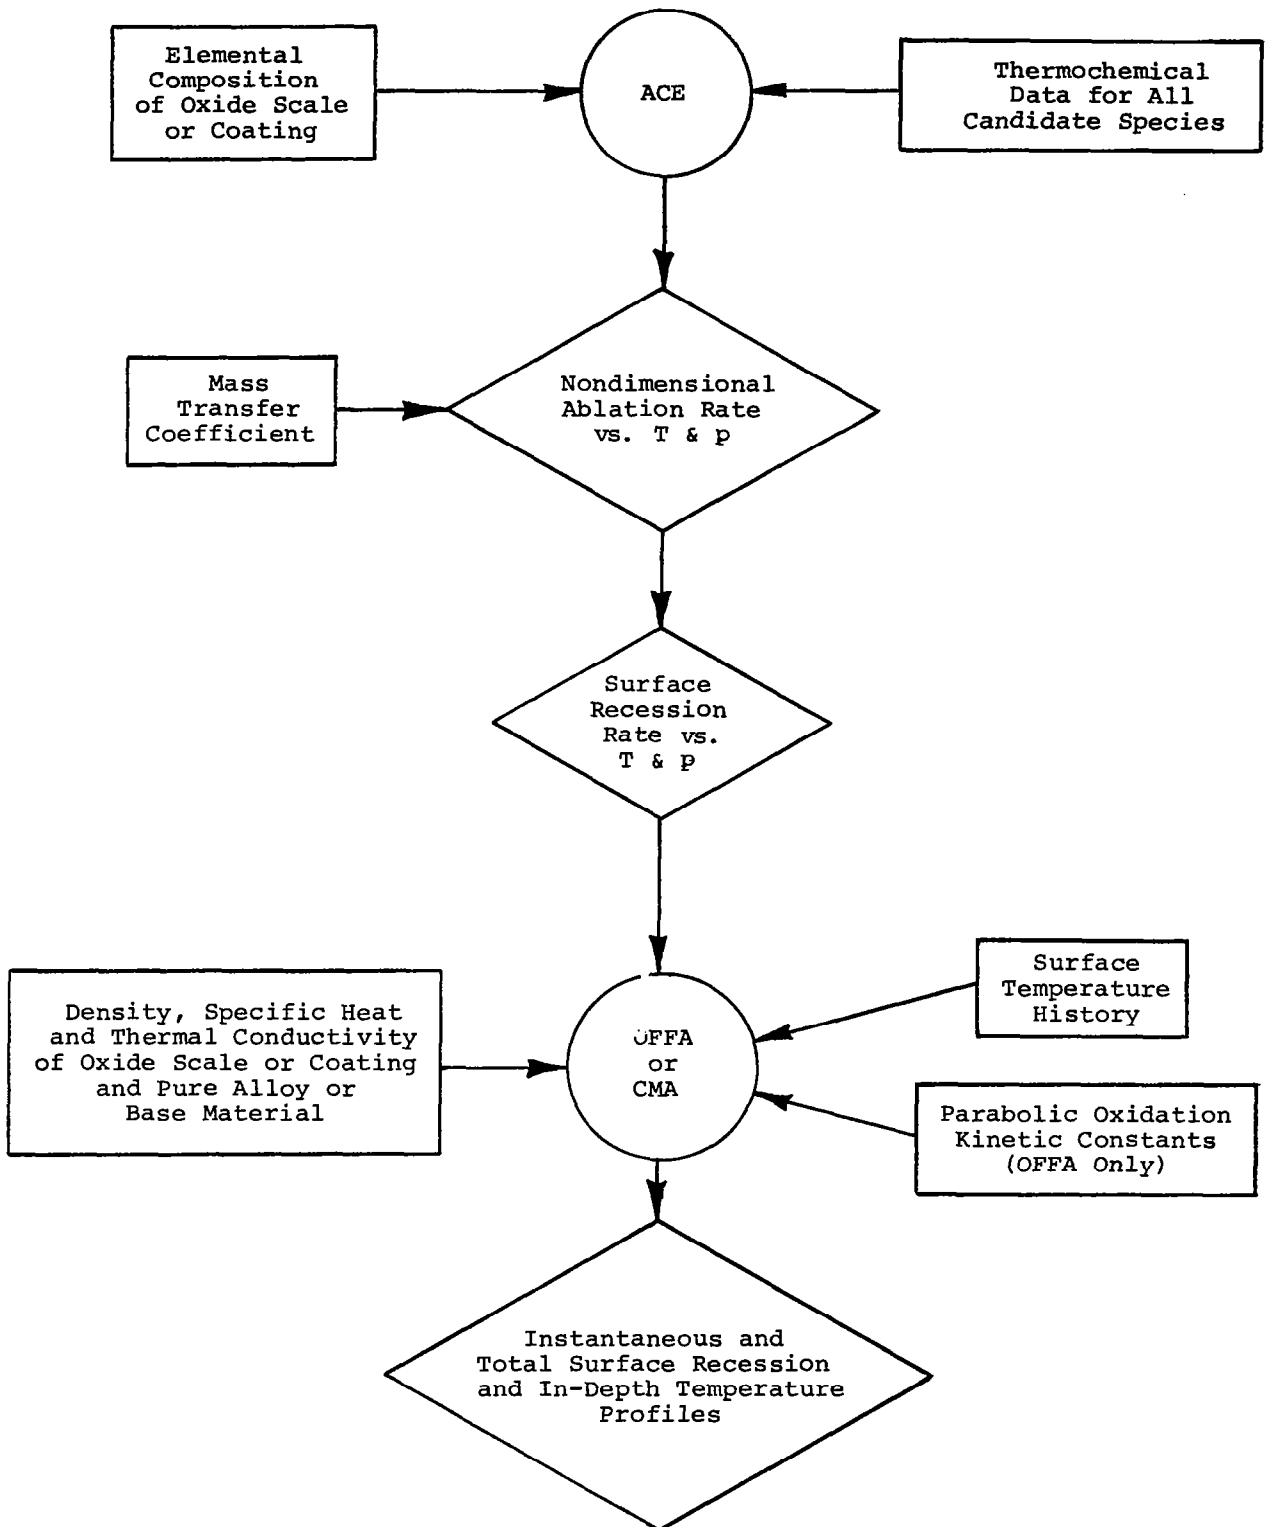 Elemental
Composition
of Oxide Scale
or Coating
ACE
Thermochemical
Data for All
Candidate Species
Mass
Transfer
Coefficient
Nondimensional
Ablation Rate
vs. T & p
Surface
Recession
Rate vs.
T & p
Density, Specific Heat
and Thermal Conductivity
of Oxide Scale or Coating
and Pure Alloy or
Base Material
OFFA
or
CMA
Surface
Temperature
History
Parabolic Oxidation
Kinetic Constants
(OFFA Only)
Instantaneous and
Total Surface Recession
and In-Depth Temperature
Profiles